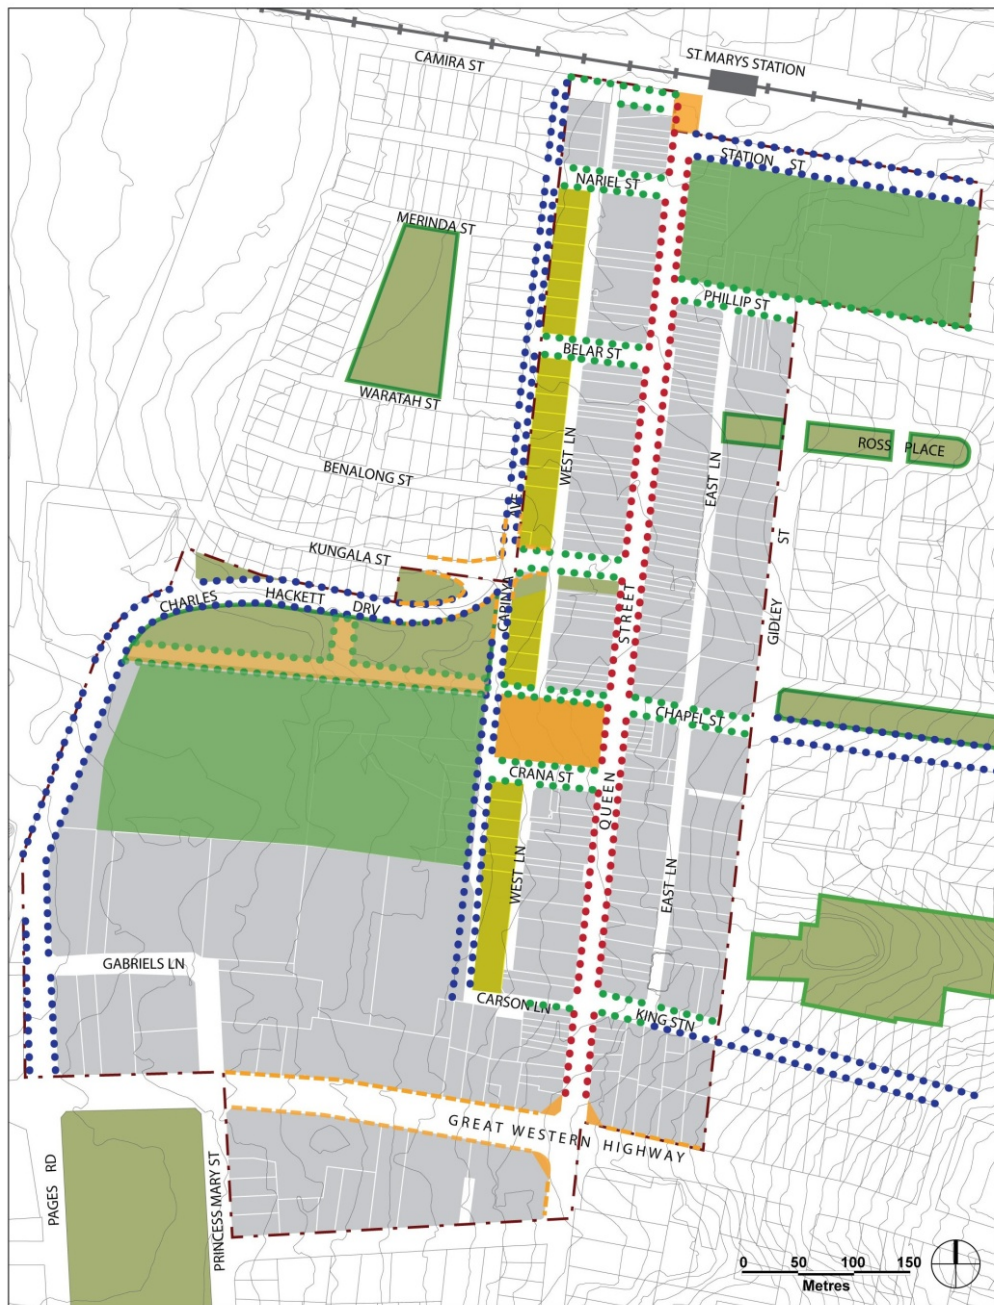 CAMIRA ST
ST MARYS STATION
STATION ST
NARIEL ST
MERINDA ST
PHILLIP ST
BELAR ST
WARATAH ST
WEST LN
ROSS PLACE
BENALONG ST
EAST LN
AVE
KUNGALA ST
GIDLEY ST
CHARLES HACKETT DRV
CARINYA
STREET
CHAPEL ST
CRANA ST
QUEEN
WEST LN
EAST LN
GABRIELS LN
CARSON LN
KING STN
GREAT WESTERN HIGHWAY
PAGES RD
PRINCESS MARY ST
0 50 100 150
Metres